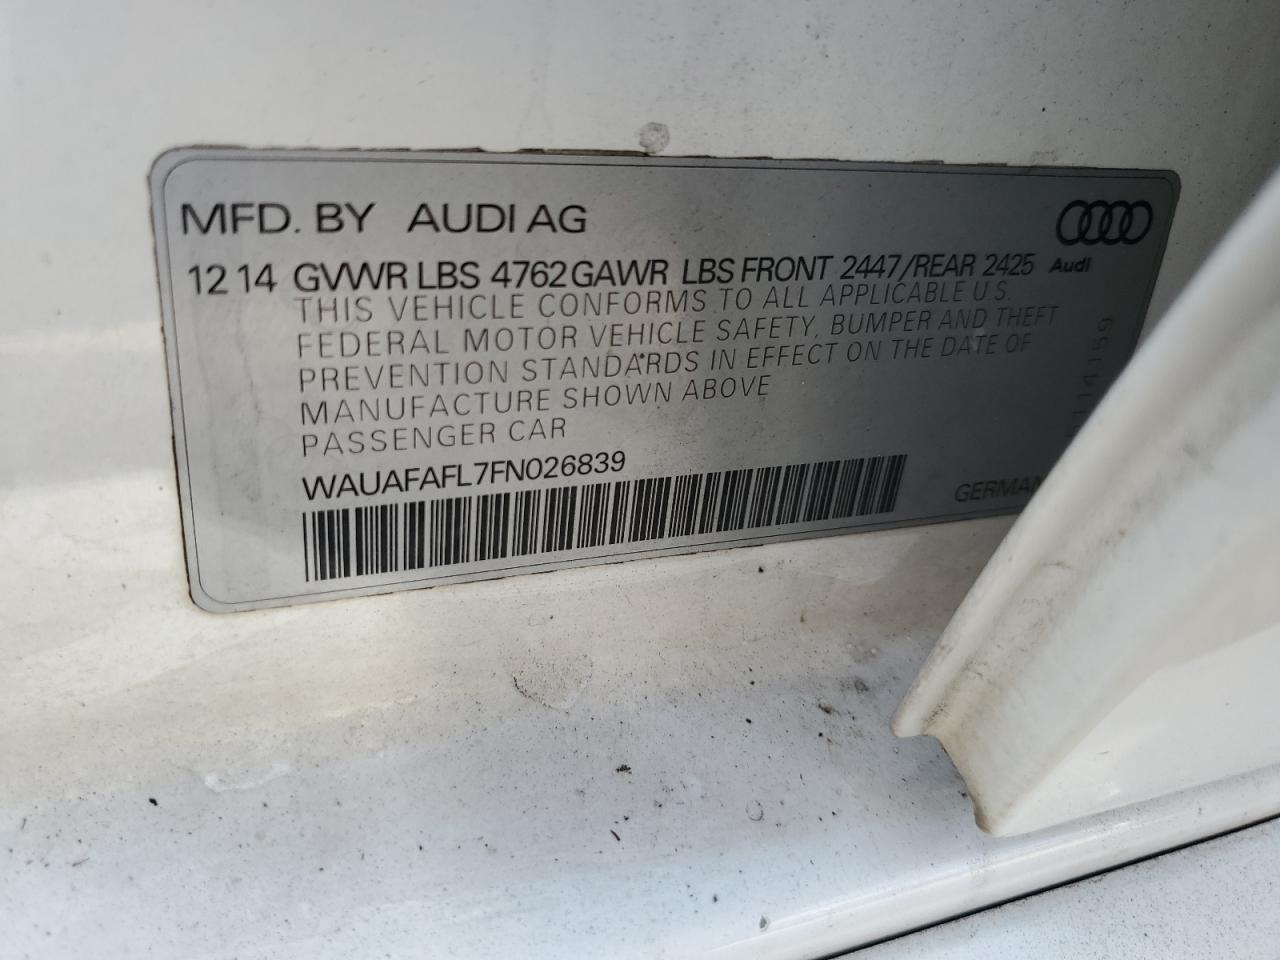 MFD. BY AUDI AG
12 14 GVWR LBS 4762 GAWR LBS FRONT 2447/REAR 2425
Audi
THIS VEHICLE CONFORMS TO ALL APPLICABLE U.S.
FEDERAL MOTOR VEHICLE SAFETY, BUMPER AND THEFT
PREVENTION STANDARDS IN EFFECT ON THE DATE OF
MANUFACTURE SHOWN ABOVE
PASSENGER CAR
WAUAFAFL7FN026839
GERMAN